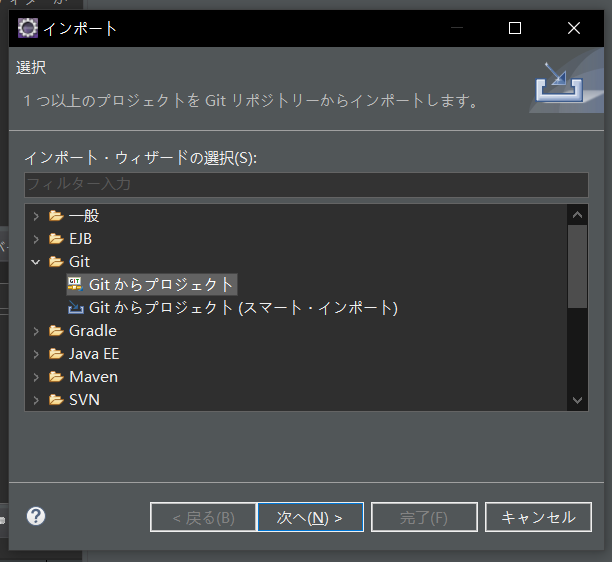 インポート
選択
1 つ以上のプロジェクトを Git リポジトリーからインポートします。
インポート・ウィザードの選択(S):
フィルター入力
一般
EJB
Git
GIT Git からプロジェクト
Git からプロジェクト (スマート・インポート)
Gradle
Java EE
Maven
SVN
?
< 戻る(B) 次へ(N) > 完了(F) キャンセル